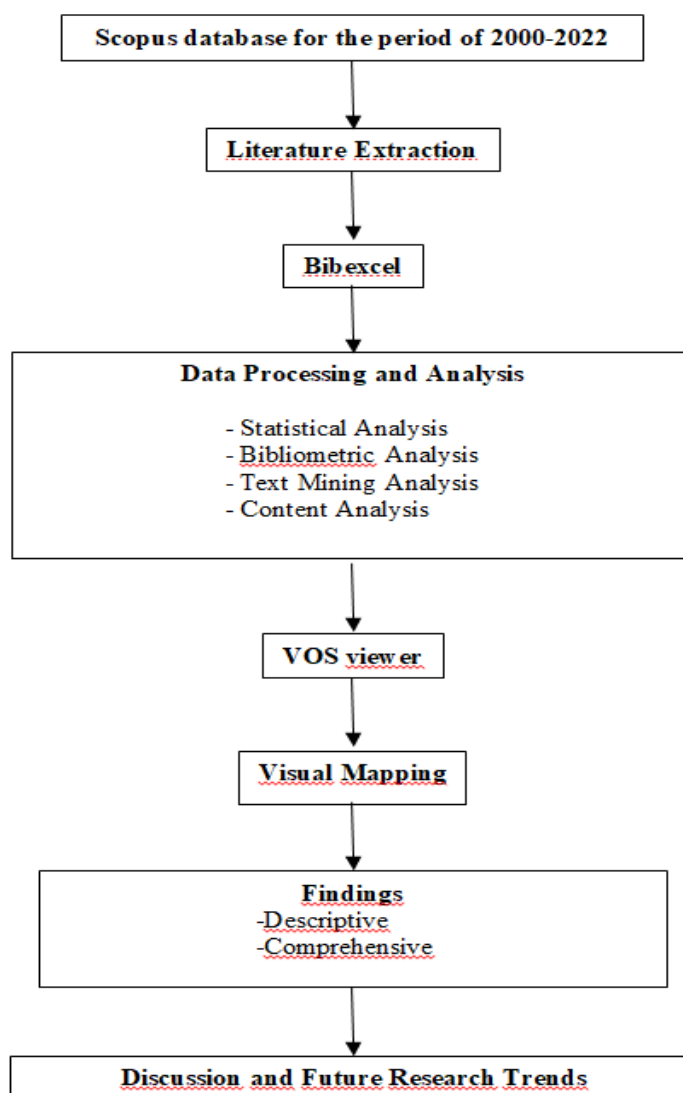 Scopus database for the period of 2000-2022
Literature Extraction
Bibexcel
Data Processing and Analysis
- Statistical Analysis
- Bibliometric Analysis
- Text Mining Analysis
- Content Analysis
VOS viewer
Visual Mapping
Findings
-Descriptive
-Comprehensive
Discussion and Future Research Trends